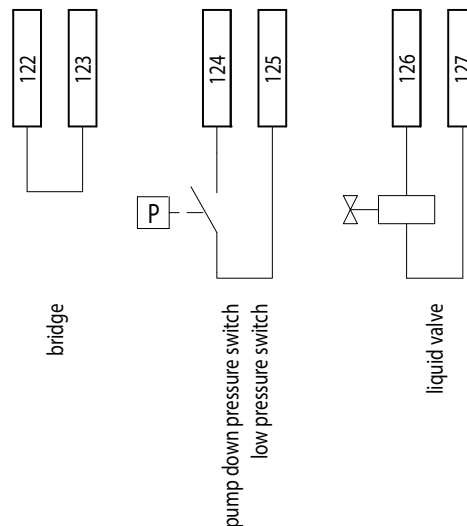 122
123
124
125
126
127
P
bridge
pump down pressure switch
low pressure switch
liquid valve